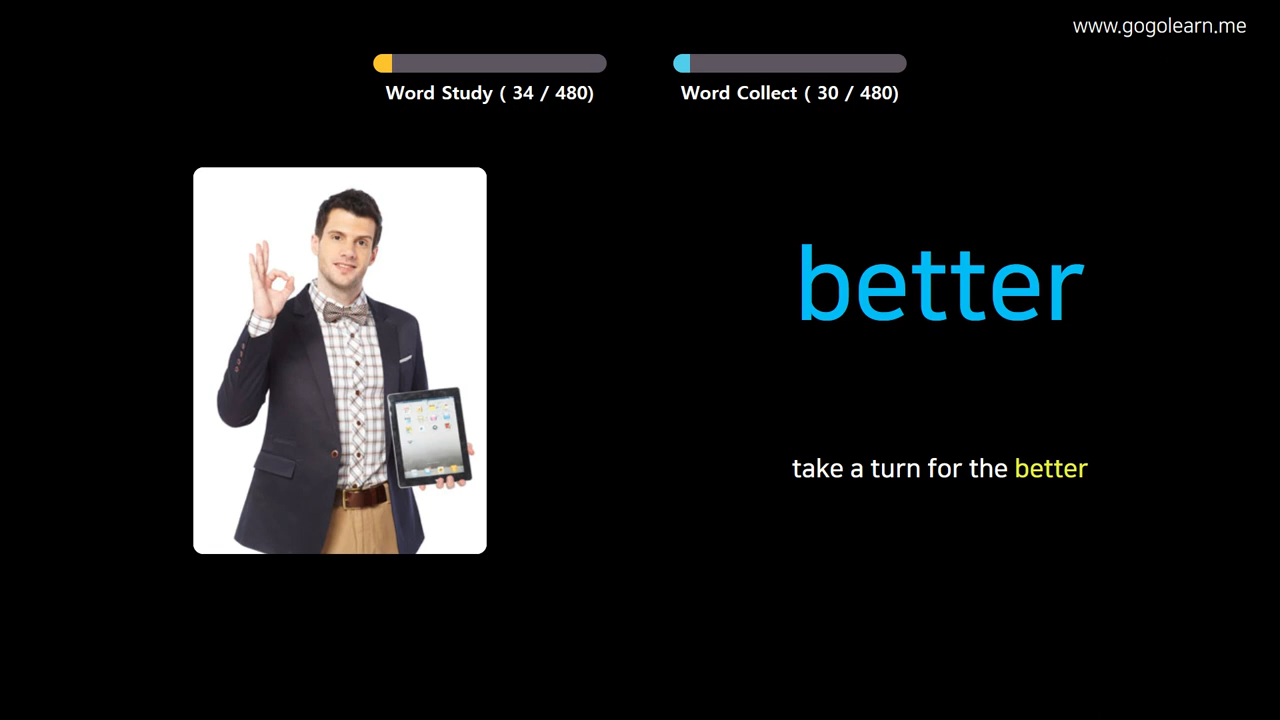 www.gogolearn.me
Word Study ( 34 / 480)
Word Collect ( 30 / 480)
better
take a turn for the better